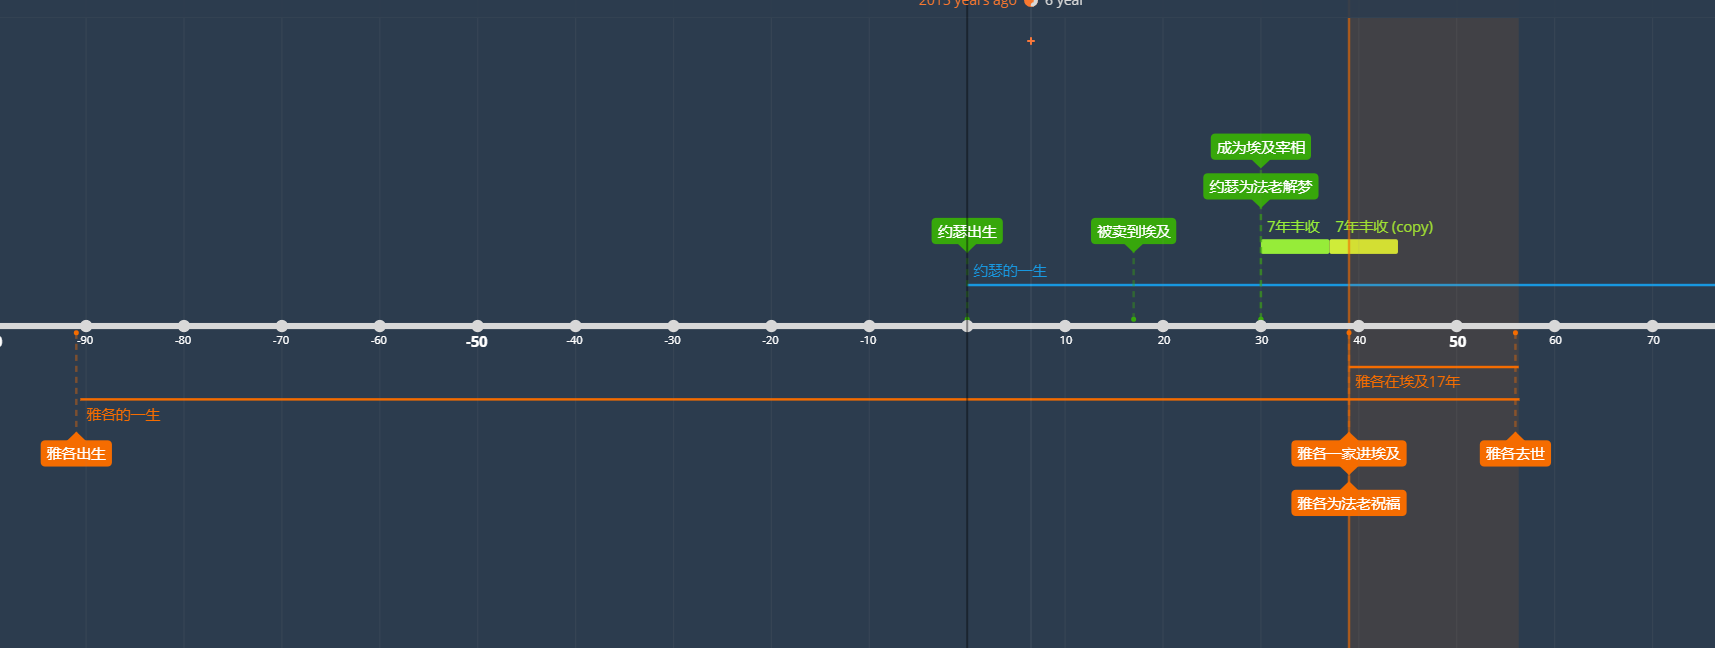 2015 years ago 6 year
成为埃及宰相
约瑟为法老解梦
7年丰收 7年丰收 (copy)
约瑟出生 被卖到埃及
约瑟的一生
0 -90 -80 -70 -60 -50 -40 -30 -20 -10 10 20 30 40 50 60 70
雅各在埃及17年
雅各的一生
雅各出生 雅各一家进埃及 雅各去世
雅各为法老祝福